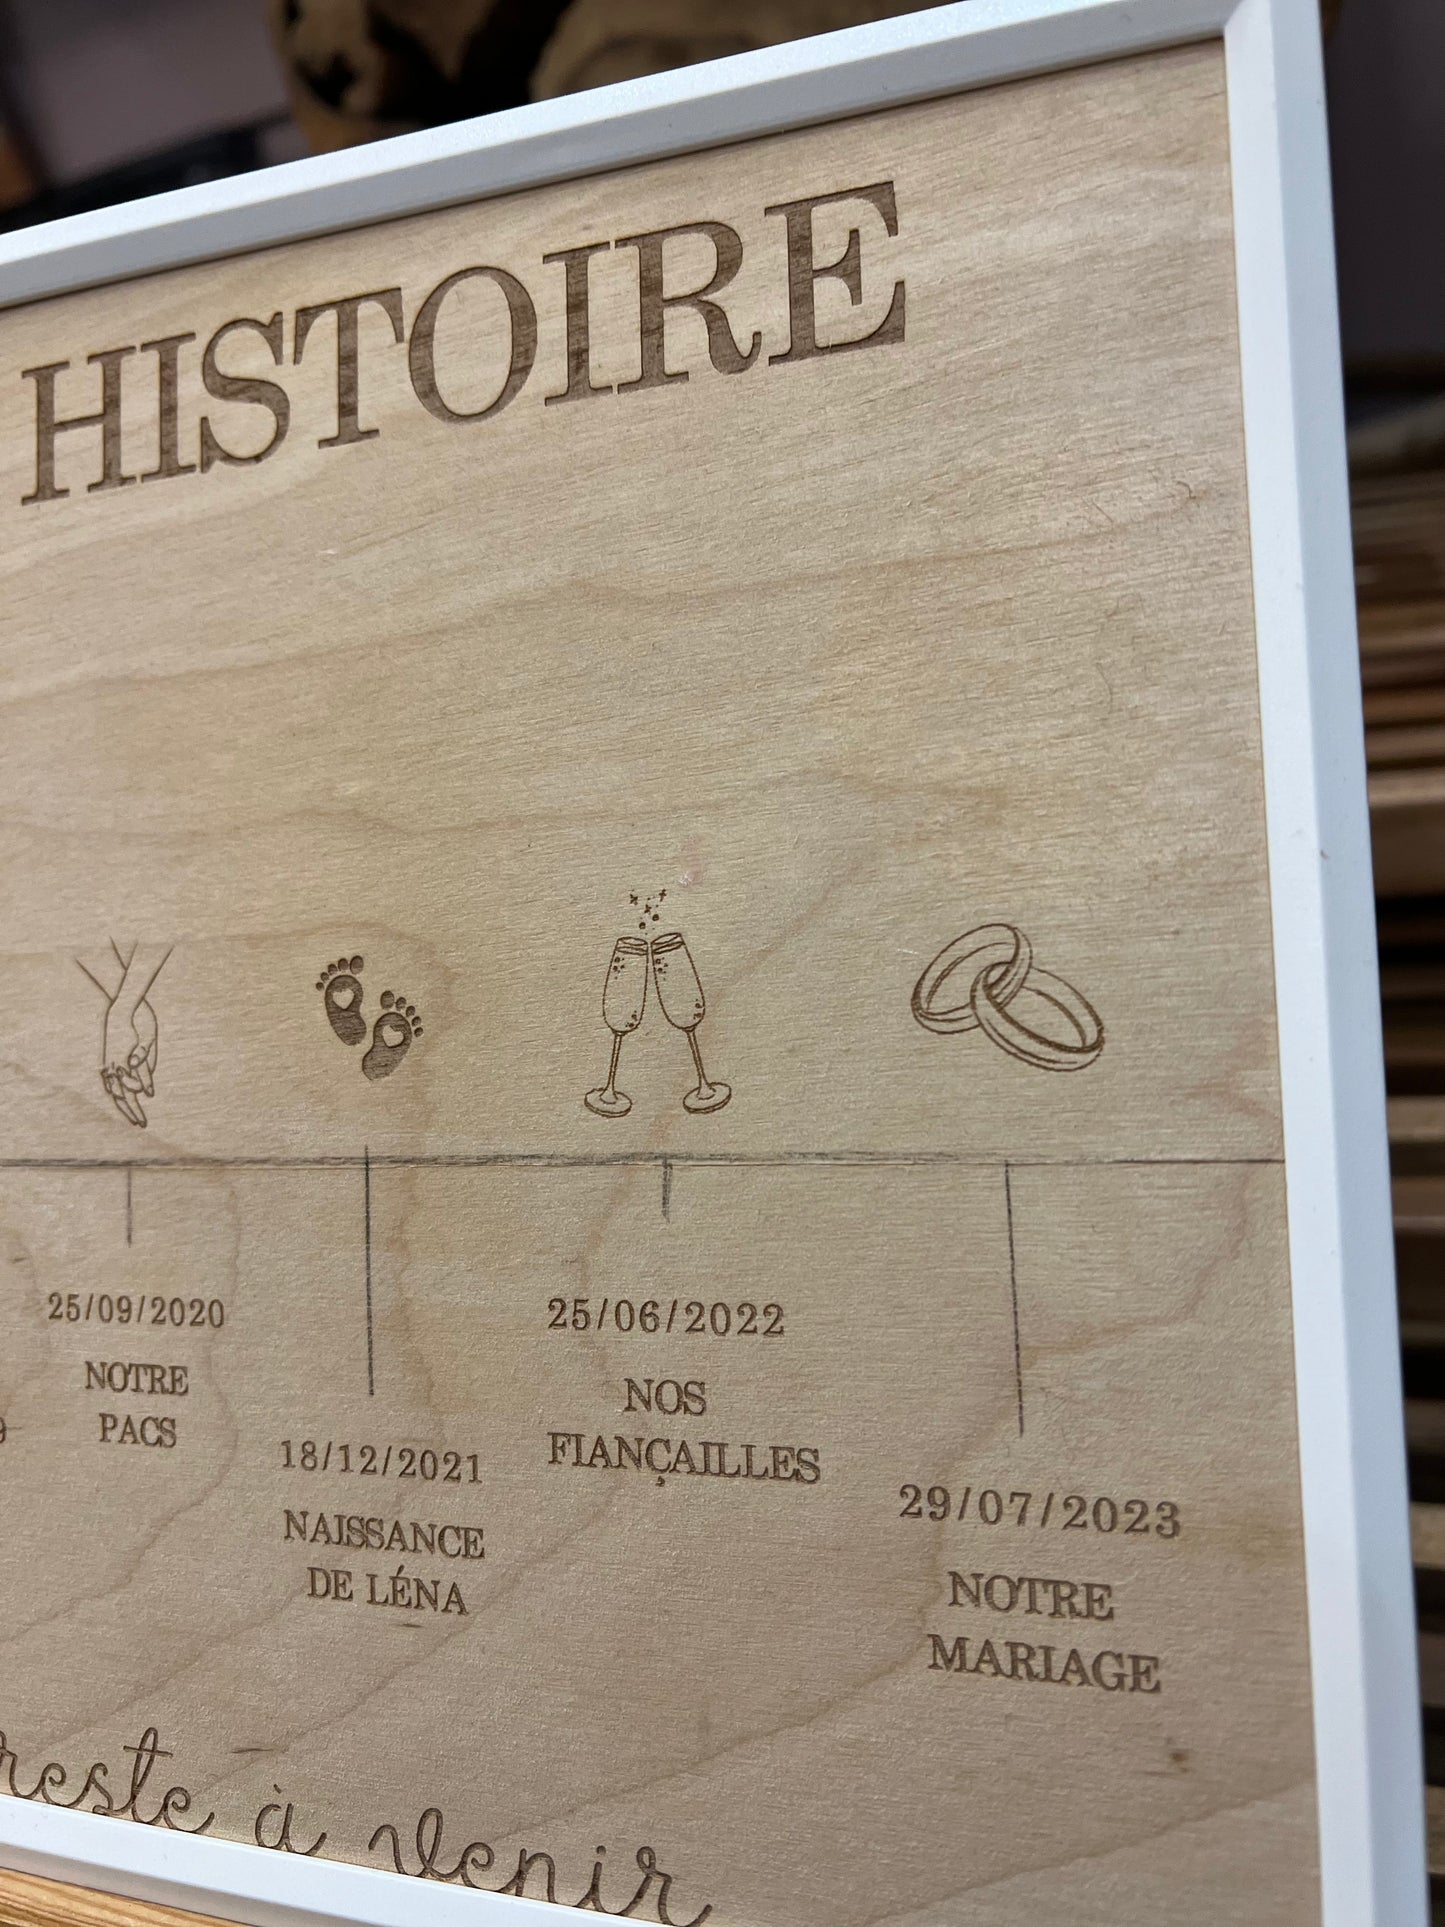 HISTOIRE
25/09/2020
NOTRE
PACS
18/12/2021
NAISSANCE
DE LÉNA
25/06/2022
NOS
FIANÇAILLES
29/07/2023
NOTRE
MARIAGE
reste à venir